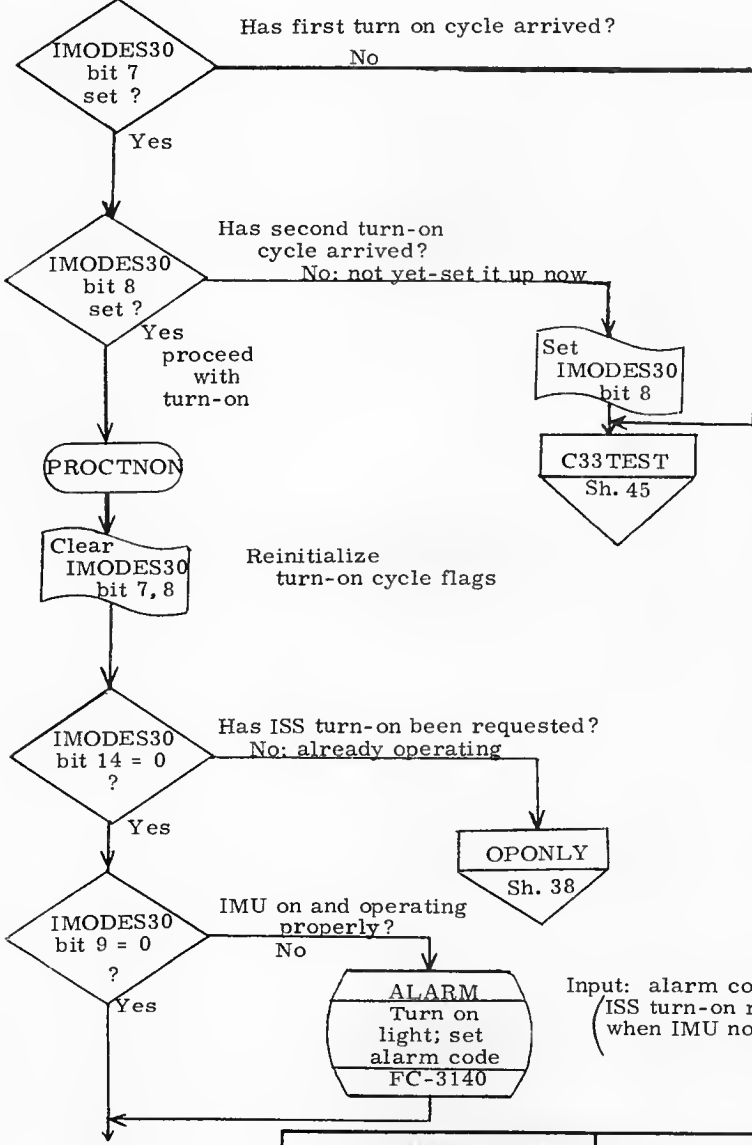 Has first turn on cycle arrived?
IMODES30
bit 7
set ?
No
Yes
Has second turn-on
cycle arrived?
No: not yet-set it up now
IMODES30
bit 8
set ?
Yes
proceed
with
turn-on
Set
IMODES30
bit 8
C33TEST
Sh. 45
PROCTNON
Clear
IMODES30
bit 7, 8
Reinitialize
turn-on cycle flags
IMODES30
bit 14 = 0
?
Has ISS turn-on been requested?
No: already operating
Yes
OPONLY
Sh. 38
IMODES30
bit 9 = 0
?
IMU on and operating
properly?
No
Yes
ALARM
Turn on
light; set
alarm code
FC-3140
Input: alarm co
(ISS turn-on r
when IMU no